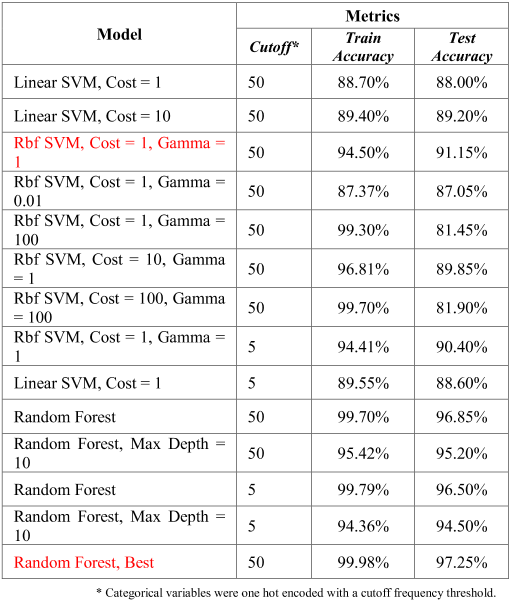 Model
Metrics
Cutoff*
Train Accuracy
Test Accuracy
Linear SVM, Cost = 1 50 88.70% 88.00%
Linear SVM, Cost = 10 50 89.40% 89.20%
Rbf SVM, Cost = 1, Gamma =
1 50 94.50% 91.15%
Rbf SVM, Cost = 1, Gamma =
0.01 50 87.37% 87.05%
Rbf SVM, Cost = 1, Gamma =
100 50 99.30% 81.45%
Rbf SVM, Cost = 10, Gamma
= 1 50 96.81% 89.85%
Rbf SVM, Cost = 100, Gamma
= 100 50 99.70% 81.90%
Rbf SVM, Cost = 1, Gamma =
1 5 94.41% 90.40%
Linear SVM, Cost = 1 5 89.55% 88.60%
Random Forest 50 99.70% 96.85%
Random Forest, Max Depth =
10 50 95.42% 95.20%
Random Forest 5 99.79% 96.50%
Random Forest, Max Depth =
10 5 94.36% 94.50%
Random Forest, Best 50 99.98% 97.25%
* Categorical variables were one hot encoded with a cutoff frequency threshold.